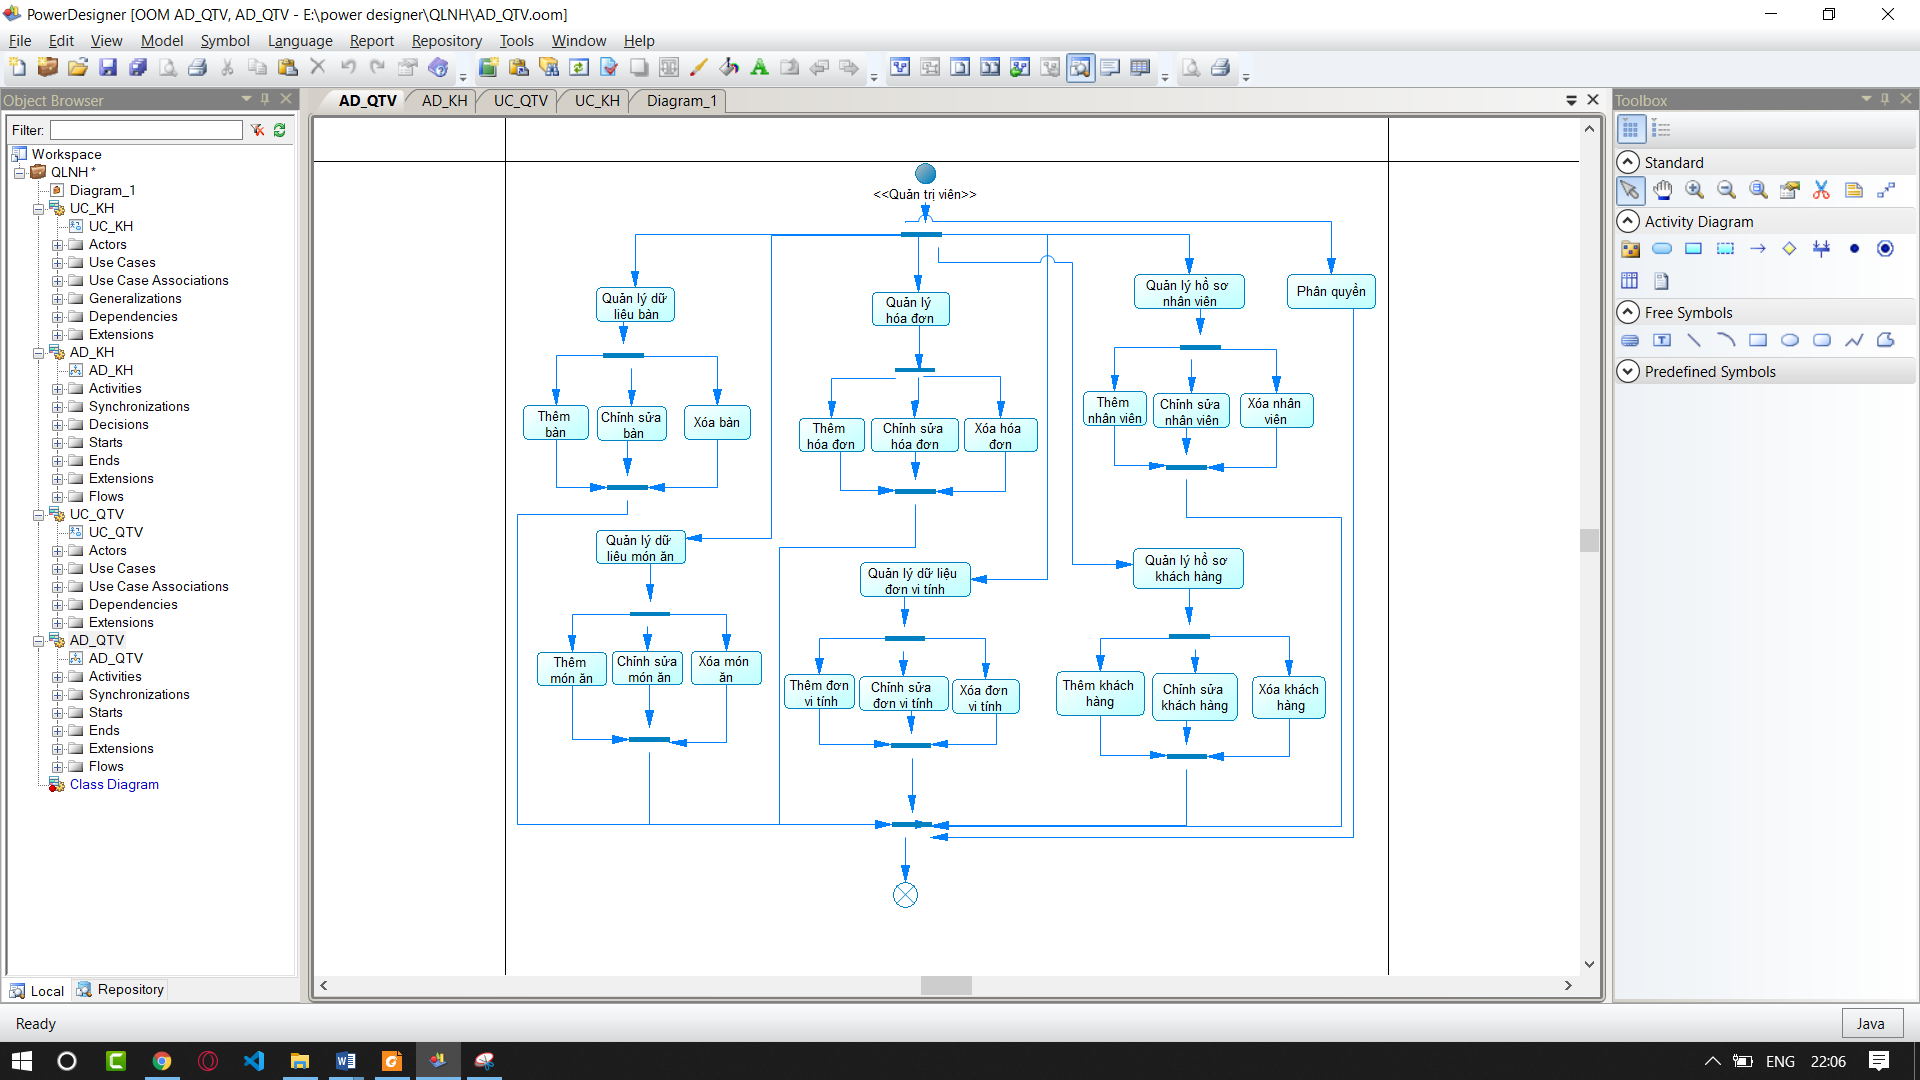 PowerDesigner [OOM AD_QTV, AD_QTV - E:\power designer\QLNH\AD_QTV.oom]
File Edit View Model Symbol Language Report Repository Tools Window Help
Object Browser
Filter:
Workspace
QLNH *
Diagram_1
UC_KH
UC_KH
Actors
Use Cases
Use Case Associations
Generalizations
Dependencies
Extensions
AD_KH
AD_KH
Activities
Synchronizations
Decisions
Starts
Ends
Extensions
Flows
UC_QTV
UC_QTV
Actors
Use Cases
Use Case Associations
Dependencies
Extensions
AD_QTV
AD_QTV
Activities
Synchronizations
Starts
Ends
Extensions
Flows
Class Diagram
Local Repository
AD_QTV AD_KH UC_QTV UC_KH Diagram_1
<<Quản trị viên>>
Quản lý dữ
liệu bàn
Quản lý
hóa đơn
Quản lý hồ sơ
nhân viên
Phân quyền
Thêm
bàn
Chỉnh sửa
bàn
Xóa bàn
Thêm
hóa đơn
Chỉnh sửa
hóa đơn
Xóa hóa
đơn
Thêm
nhân viên
Chỉnh sửa
nhân viên
Xóa nhân
viên
Quản lý dữ
liệu món ăn
Quản lý dữ liệu
đơn vi tính
Quản lý hồ sơ
khách hàng
Thêm
món ăn
Chỉnh sửa
món ăn
Xóa món
ăn
Thêm đơn
vi tính
Chỉnh sửa
đơn vi tính
Xóa đơn
vi tính
Thêm khách
hàng
Chỉnh sửa
khách hàng
Xóa khách
hàng
Toolbox
Standard
Activity Diagram
Free Symbols
Predefined Symbols
Ready
Java
ENG 22:06